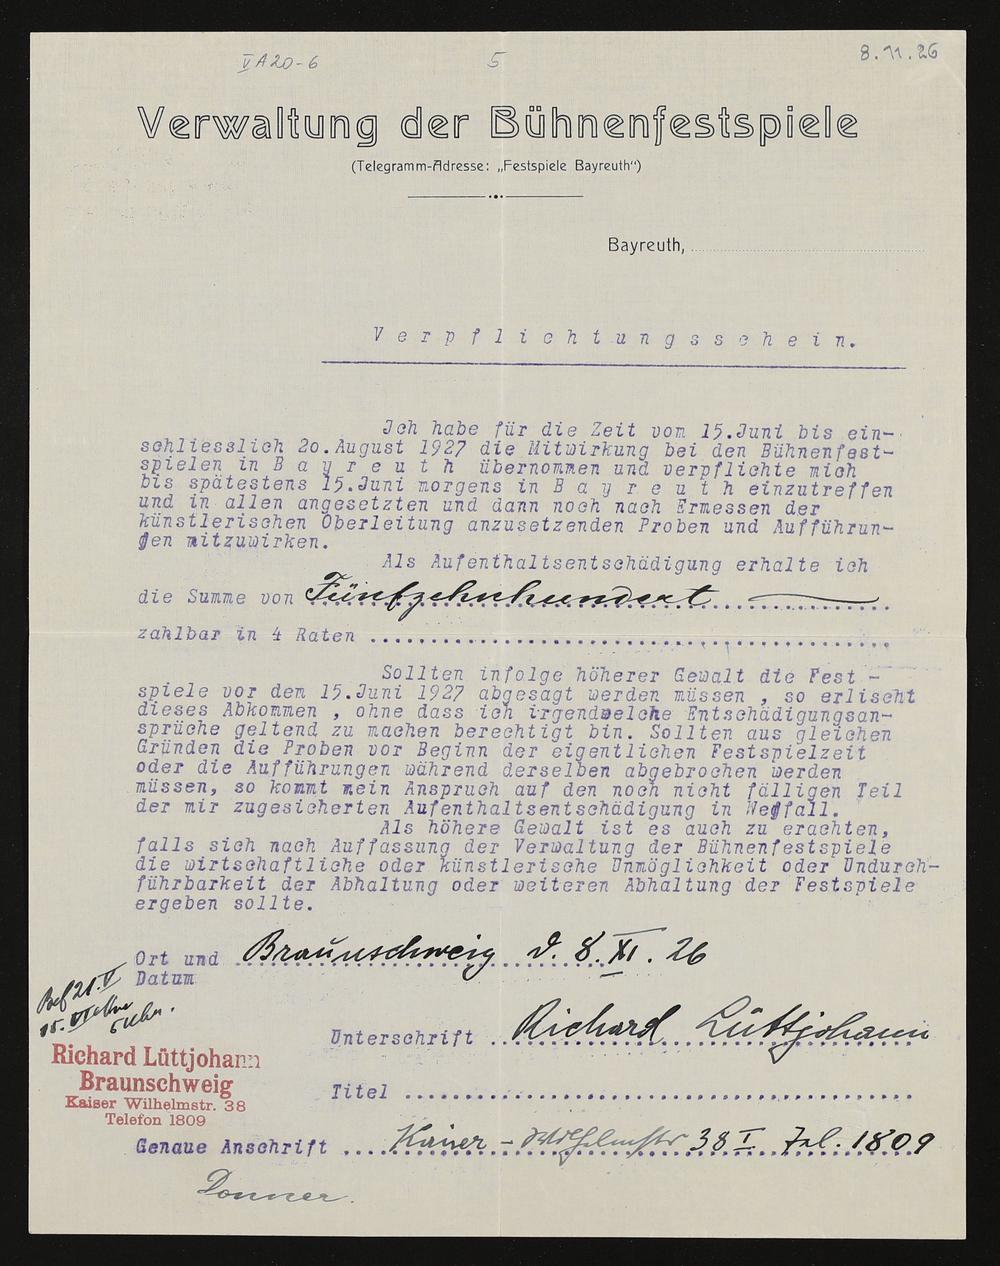 V A 20-6
5
8.11.26
Verwaltung der Bühnenfestspiele
(Telegramm-Adresse: „Festspiele Bayreuth“)
Bayreuth,
Verpflichtungsschein.
Ich habe für die Zeit vom 15.Juni bis ein-
schliesslich 20.August 1927 die Mitwirkung bei den Bühnenfest-
spielen in Bayreuth übernommen und verpflichte mich
bis spätestens 15.Juni morgens in Bayreuth einzutreffen
und in allen angesetzten und dann noch nach Ermessen der
künstlerischen Oberleitung anzusetzenden Proben und Aufführun-
gen mitzuwirken.
Als Aufenthaltsentschädigung erhalte ich
die Summe von Fünfzehnhundert
zahlbar in 4 Raten
Sollten infolge höherer Gewalt die Fest -
spiele vor dem 15.Juni 1927 abgesagt werden müssen , so erlischt
dieses Abkommen , ohne dass ich irgendwelche Entschädigungsan-
sprüche geltend zu machen berechtigt bin. Sollten aus gleichen
Gründen die Proben vor Beginn der eigentlichen Festspielzeit
oder die Aufführungen während derselben abgebrochen werden
müssen, so kommt mein Anspruch auf den noch nicht fälligen Teil
der mir zugesicherten Aufenthaltsentschädigung in Wegfall.
Als höhere Gewalt ist es auch zu erachten,
falls sich nach Auffassung der Verwaltung der Bühnenfestspiele
die wirtschaftliche oder künstlerische Unmöglichkeit oder Undurch-
führbarkeit der Abhaltung oder weiteren Abhaltung der Festspiele
ergeben sollte.
Ort und Braunschweig d. 8. XI. 26
Datum
Unterschrift Richard Lüttjohann
Richard Lüttjohann
Braunschweig
Kaiser Wilhelmstr. 38
Telefon 1809
Titel
Genaue Anschrift Kaiser-Wilhelmstr 38 I Tel. 1809
Donner.